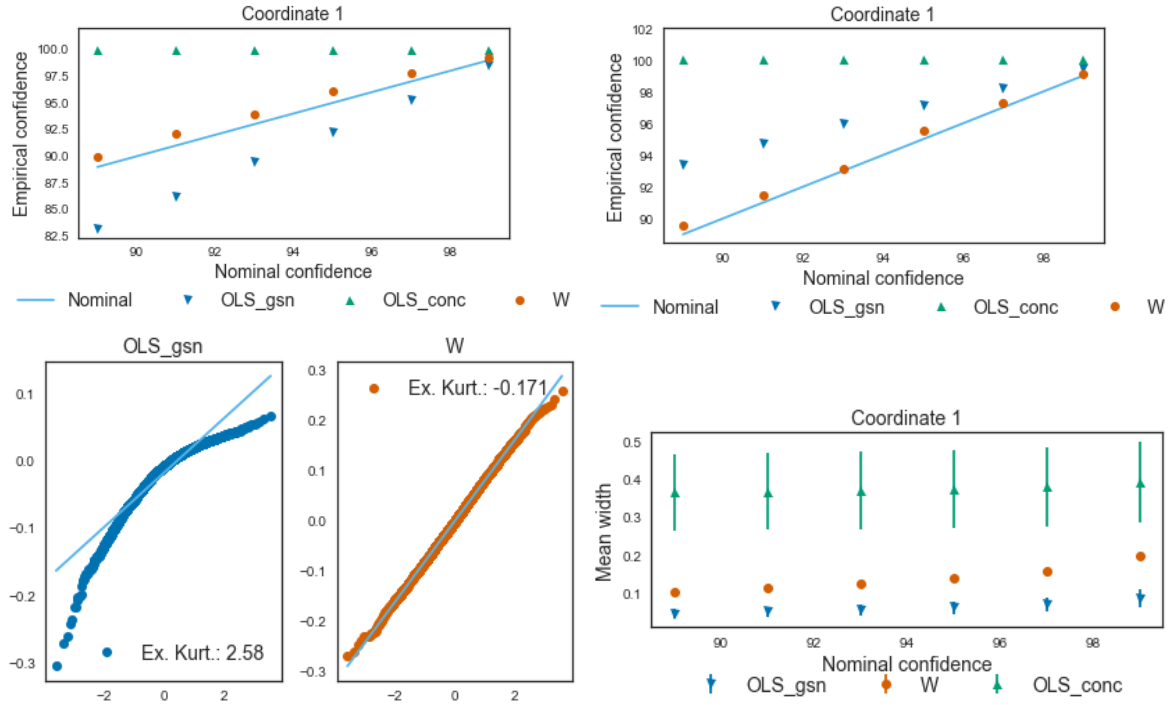 Coordinate 1
Empirical confidence
100.0
97.5
95.0
92.5
90.0
87.5
85.0
82.5
90 92 94 96 98
Nominal confidence
Nominal OLS_gsn OLS_conc W
Coordinate 1
Empirical confidence
102
100
98
96
94
92
90
90 92 94 96 98
Nominal confidence
Nominal OLS_gsn OLS_conc W
OLS_gsn
0.1
0.0
−0.1
−0.2
−0.3
Ex. Kurt.: 2.58
−2 0 2
W
Ex. Kurt.: -0.171
0.3
0.2
0.1
0.0
−0.1
−0.2
−0.3
−2 0 2
Coordinate 1
Mean width
0.5
0.4
0.3
0.2
0.1
90 92 94 96 98
Nominal confidence
OLS_gsn W OLS_conc